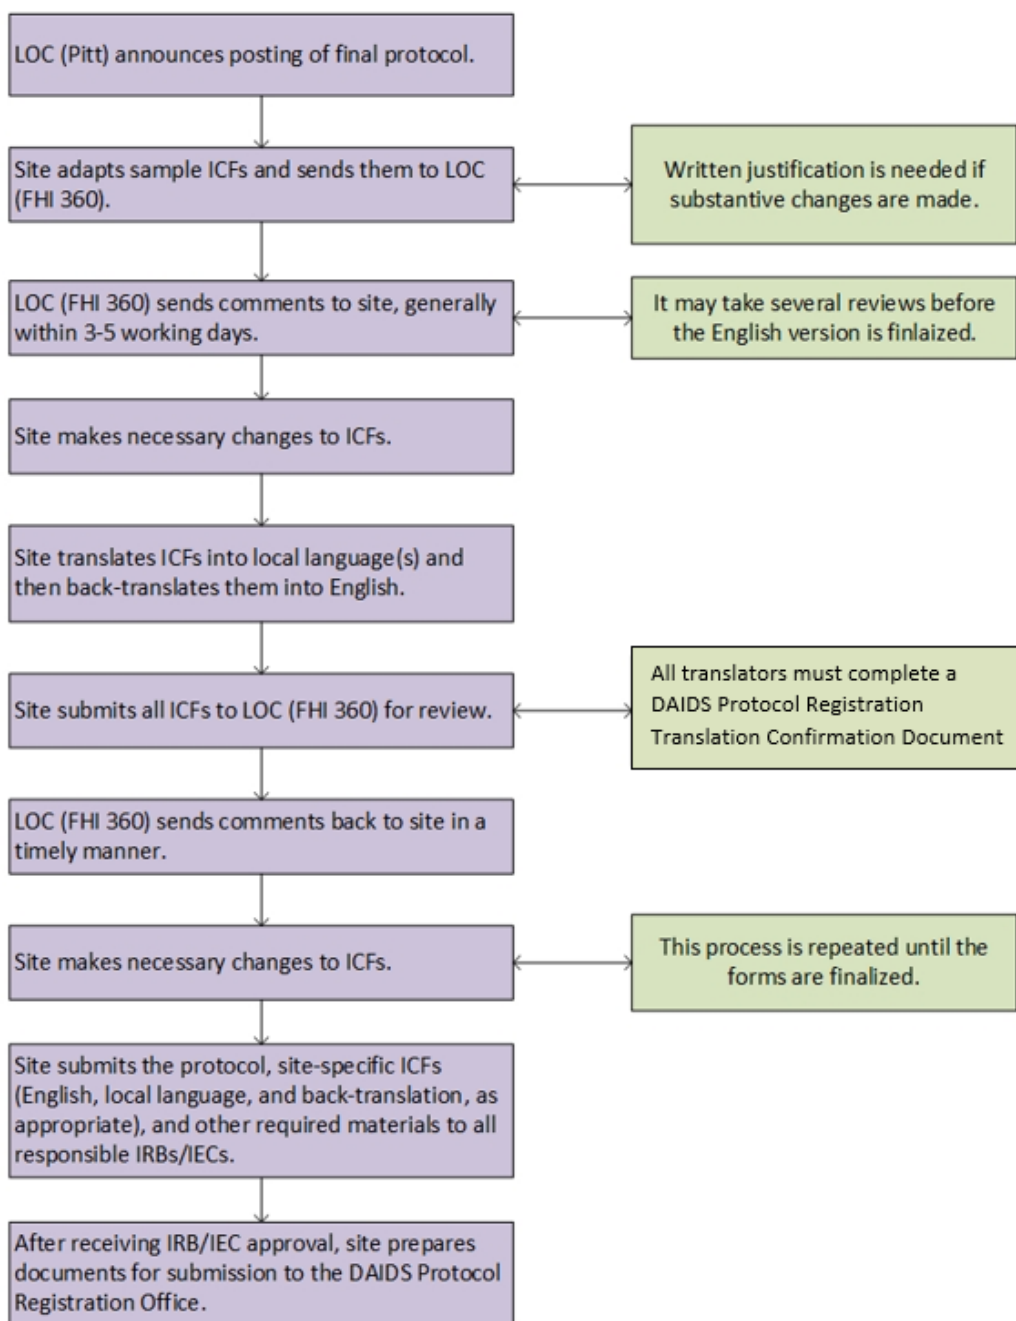 LOC (Pitt) announces posting of final protocol.
Site adapts sample ICFs and sends them to LOC
(FHI 360).
Written justification is needed if
substantive changes are made.
LOC (FHI 360) sends comments to site, generally
within 3-5 working days.
It may take several reviews before
the English version is finlaized.
Site makes necessary changes to ICFs.
Site translates ICFs into local language(s) and
then back-translates them into English.
Site submits all ICFs to LOC (FHI 360) for review.
All translators must complete a
DAIDS Protocol Registration
Translation Confirmation Document
LOC (FHI 360) sends comments back to site in a
timely manner.
Site makes necessary changes to ICFs.
This process is repeated until the
forms are finalized.
Site submits the protocol, site-specific ICFs
(English, local language, and back-translation, as
appropriate), and other required materials to all
responsible IRBs/IECs.
After receiving IRB/IEC approval, site prepares
documents for submission to the DAIDS Protocol
Registration Office.